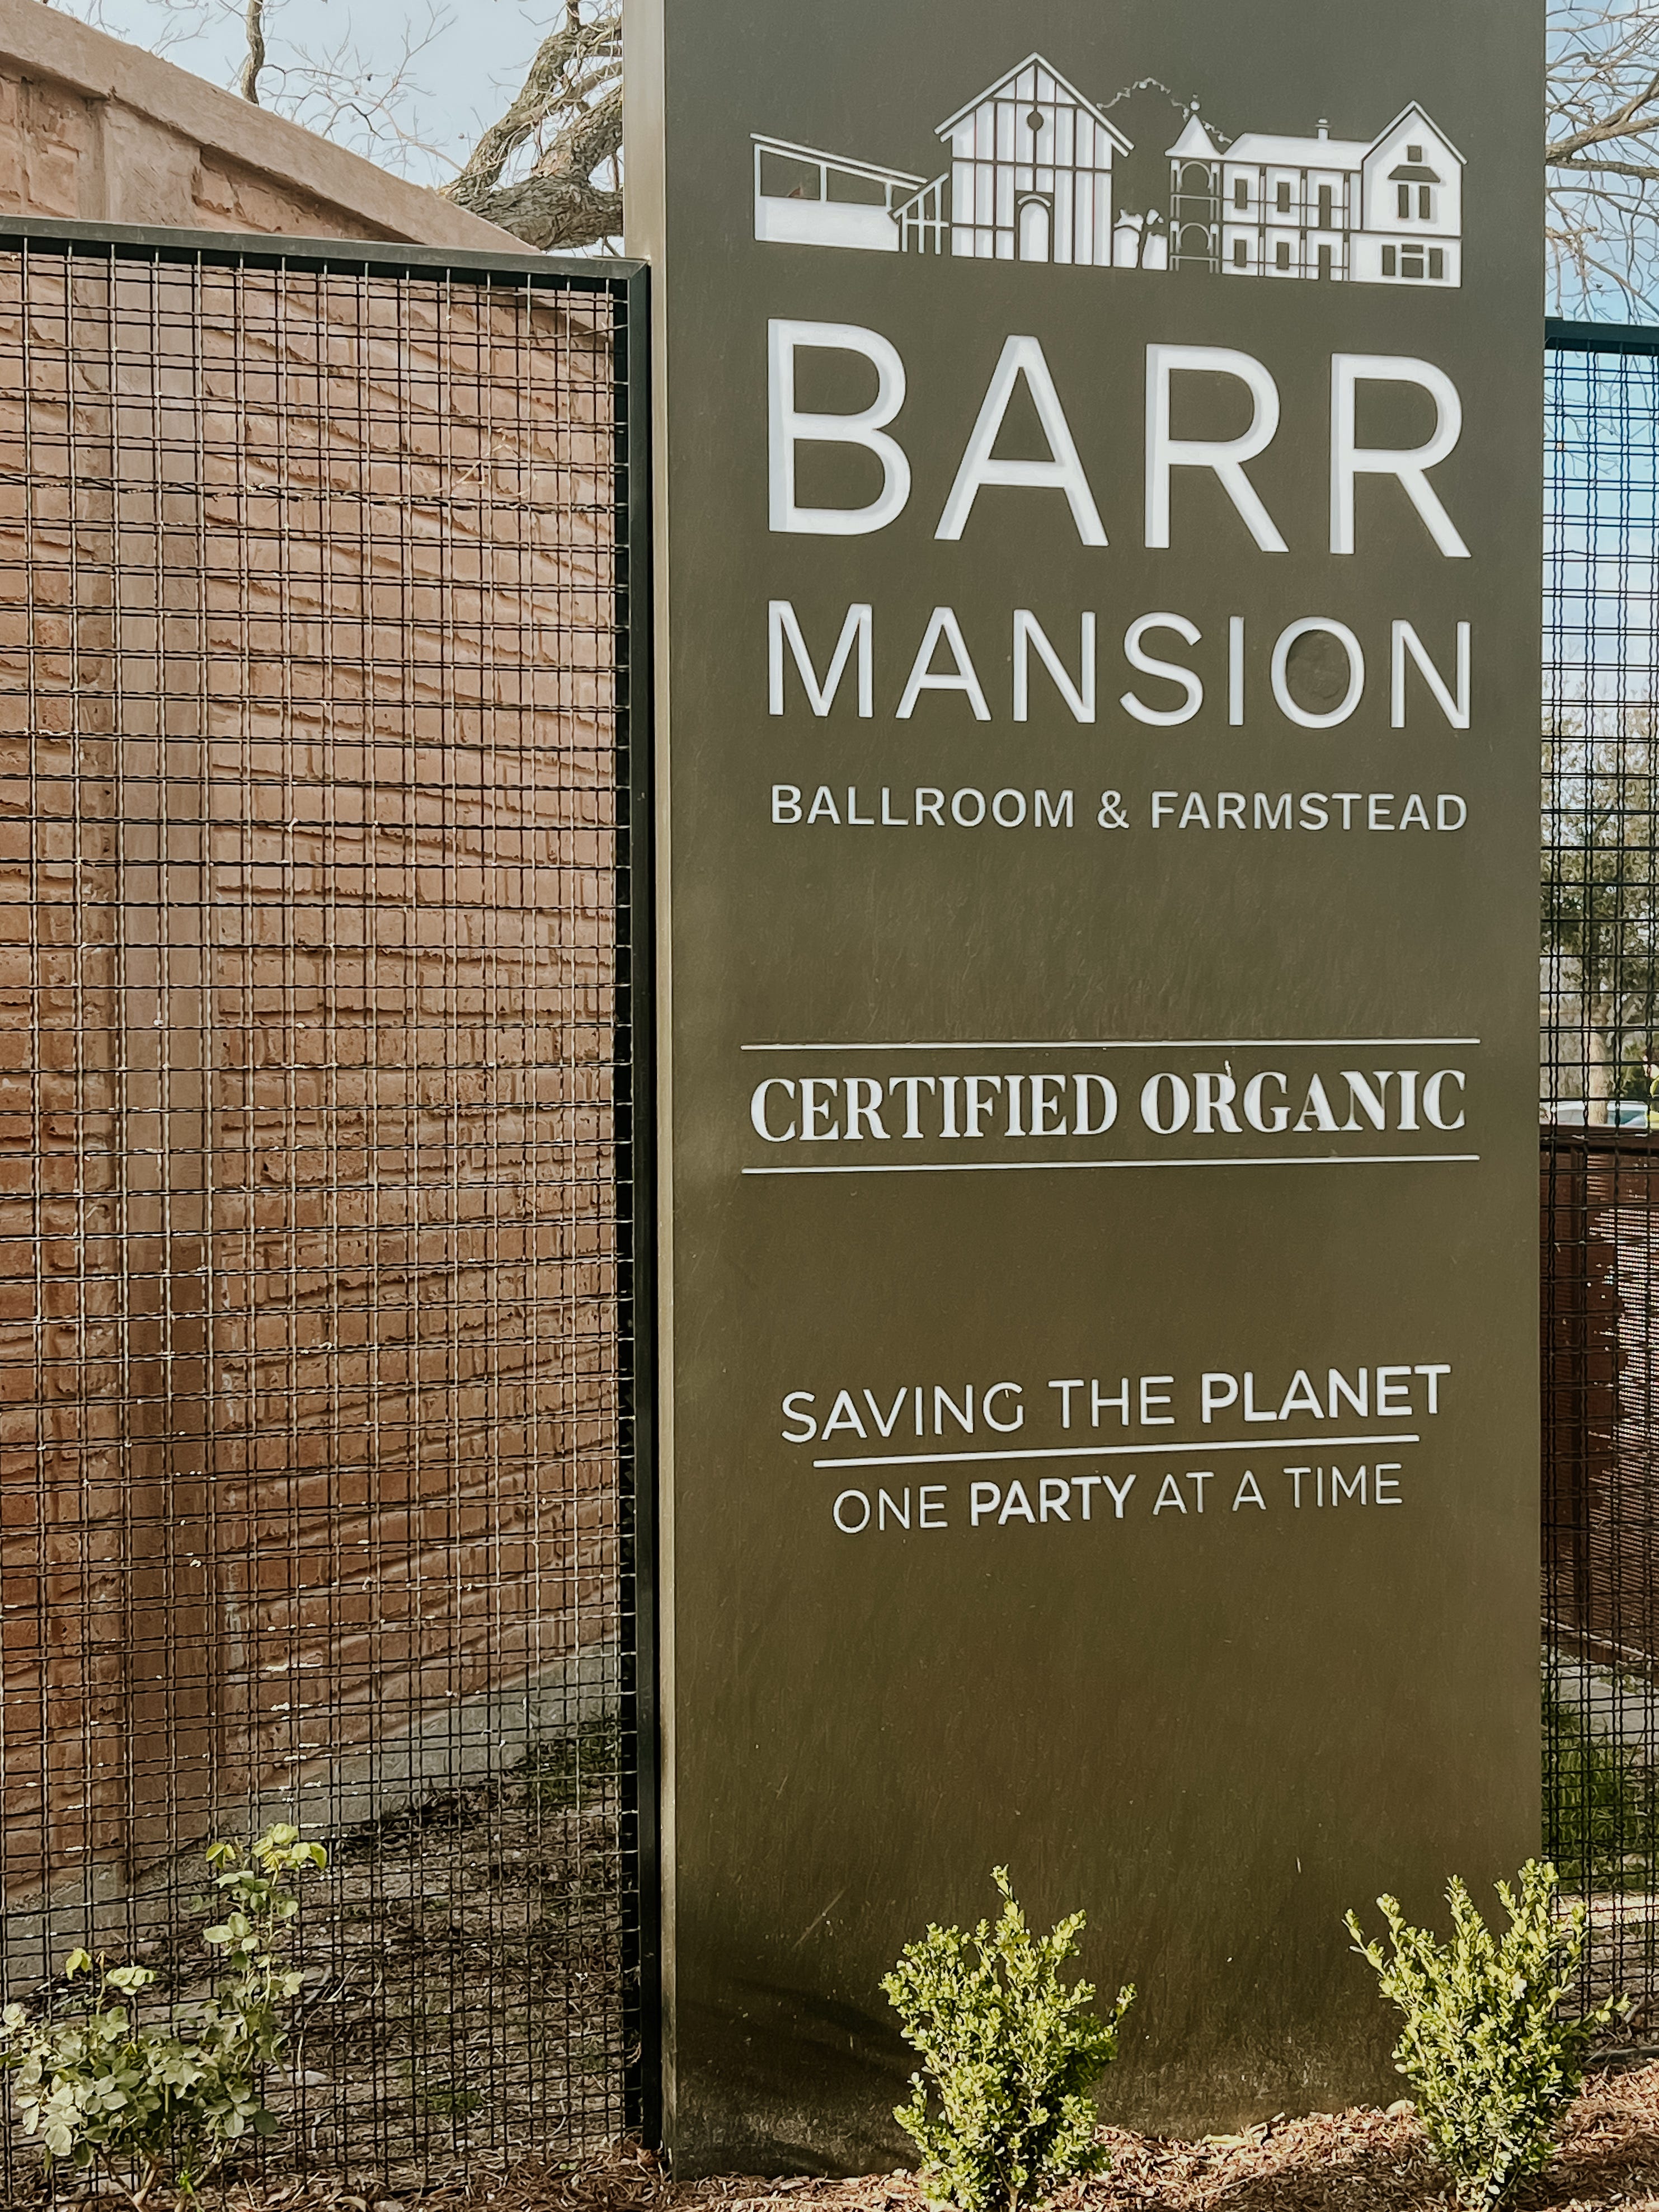 BARR
MANSION
BALLROOM & FARMSTEAD
CERTIFIED ORGANIC
SAVING THE PLANET
ONE PARTY AT A TIME